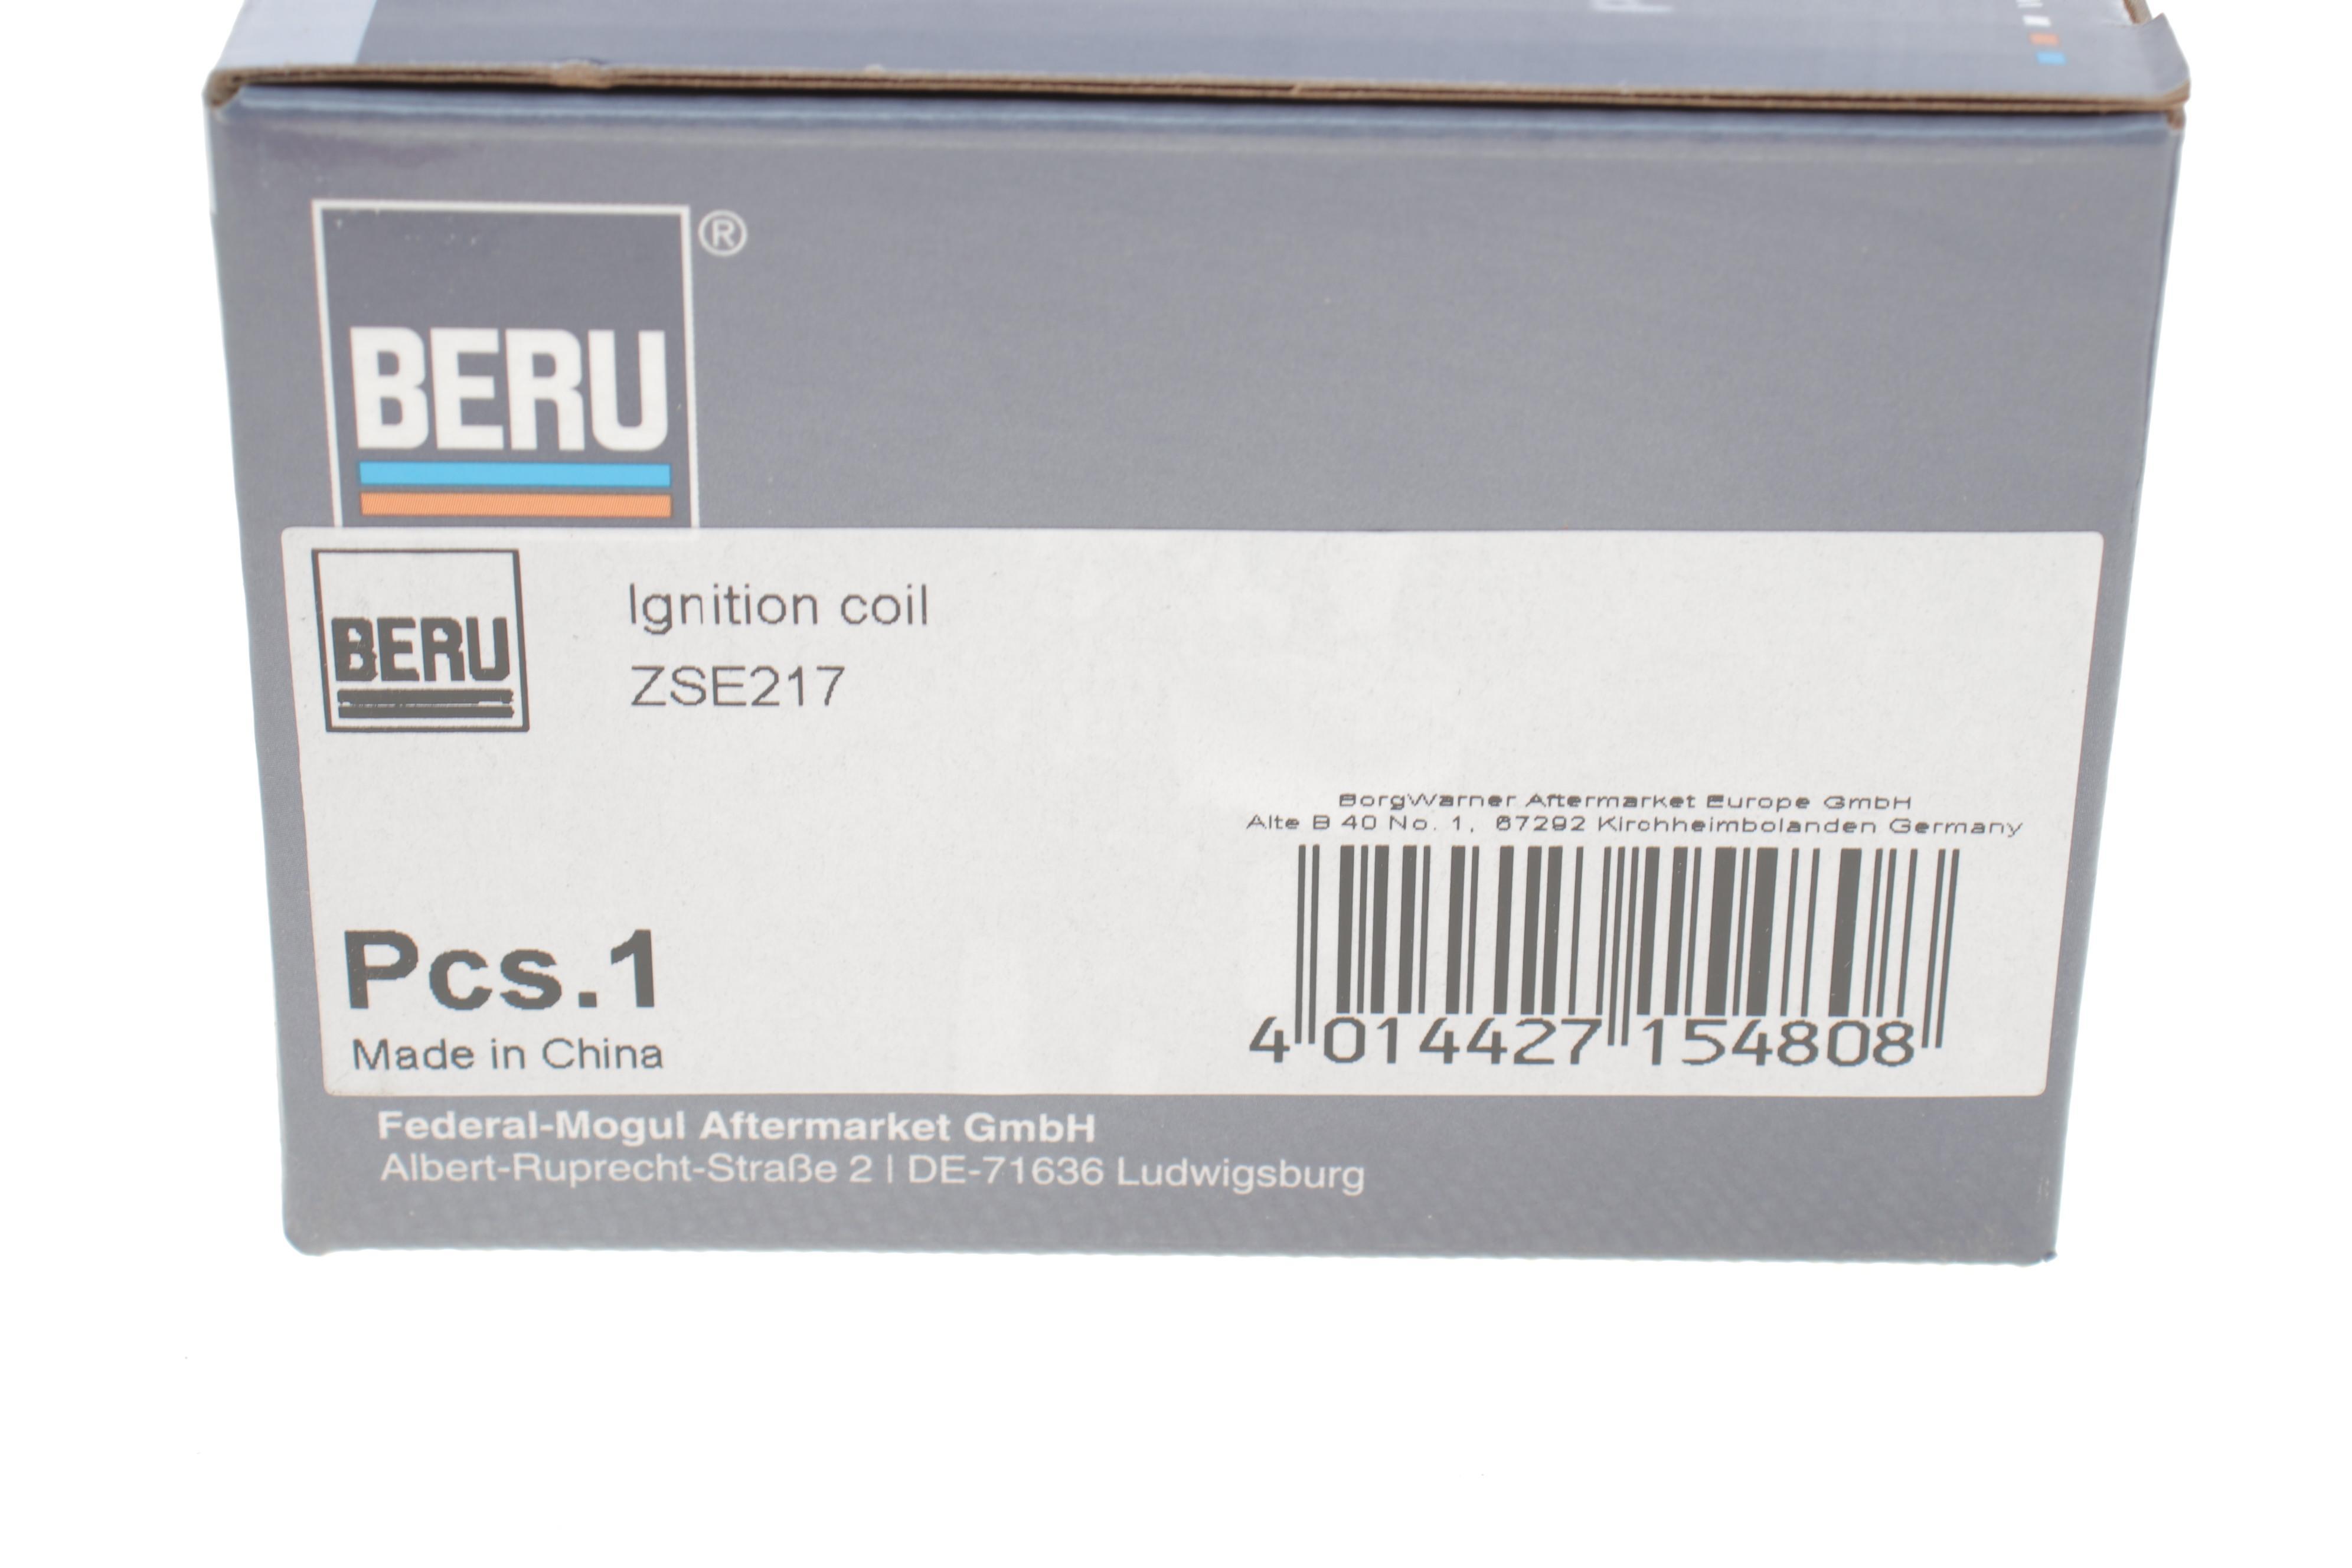 BERU®
BERU
Ignition coil
ZSE217
BorgWarner Aftermarket Europe GmbH
Alte B 40 No. 1, 67292 Kirchheimbolanden Germany
Pcs.1
Made in China
4 014427 154808
Federal-Mogul Aftermarket GmbH
Albert-Ruprecht-Straße 2 | DE-71636 Ludwigsburg